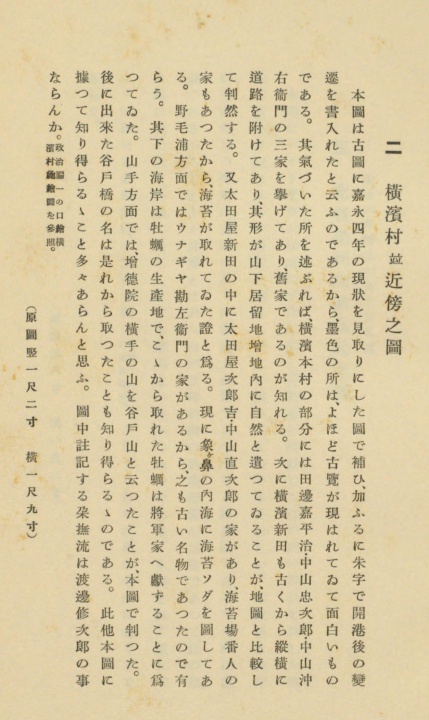 二　橫濱村竝近傍之圖
本圖は古圖に嘉永四年の現狀を見取りにした圖で補ひ、加ふるに朱字で開港後の變
遷を書入れたと云ふのであるから、墨色の所は、よほど古覽が現はれてゐて面白いもの
である。其氣づいた所を述ぶれば、橫濱本村の部分には田邊嘉平治・中山忠次郞・中山沖
右衞門の三家を擧げてあり、舊家であるのが知れる。次に橫濱新田も古くから縱橫に
道路を附けてあり、其形が山下居留地增地內に自然と遺つてゐることが、地圖と比較し
て判然する。又太田屋新田の中に太田屋次郞吉・中山直次郞の家があり、海苔場番人の
家もあつたから、海苔が取れてゐた證と爲る。現に象ヶ鼻の內海に海苔ソダを圖してあ
る。野毛浦方面ではウナギヤ勘左衞門の家があるから、之も古い名物であつたので有
らう。其下の海岸は牡蠣の生產地で、こゝから取れた牡蠣は將軍家へ獻ずることに爲
つてゐた。山手方面では增德院の橫手の山を谷戶山と云つたことが、本圖で判つた。
後に出來た谷戶橋の名は是れから取つたことも知り得らるゝのである。此他本圖に
據つて知り得らるゝこと多々あらんと思ふ。圖中註記する朶撫流は渡邊修次郞の事
ならんか。政治編一の口繪橫濱村繪圖を參照。
（原圖竪一尺二寸　橫一尺九寸）